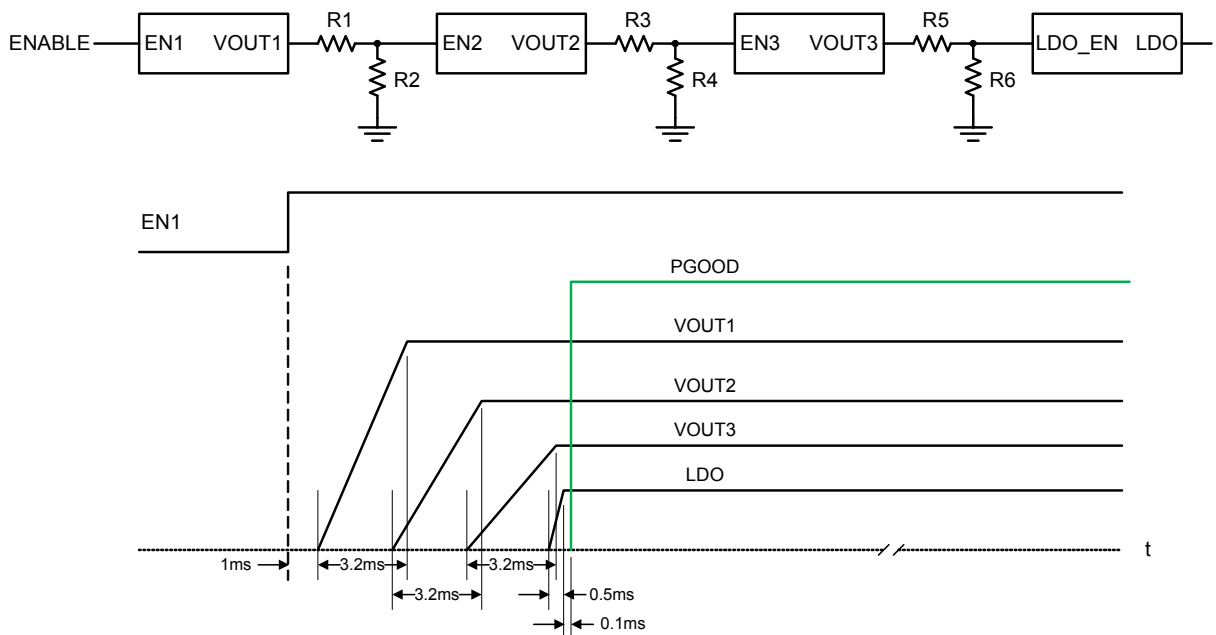 ENABLE EN1 VOUT1 R1 EN2 VOUT2 R3 EN3 VOUT3 R5 LDO_EN LDO
R2 R4 R6
EN1
PGOOD
VOUT1
VOUT2
VOUT3
LDO
t
1ms 3.2ms 3.2ms
3.2ms 0.5ms
0.1ms